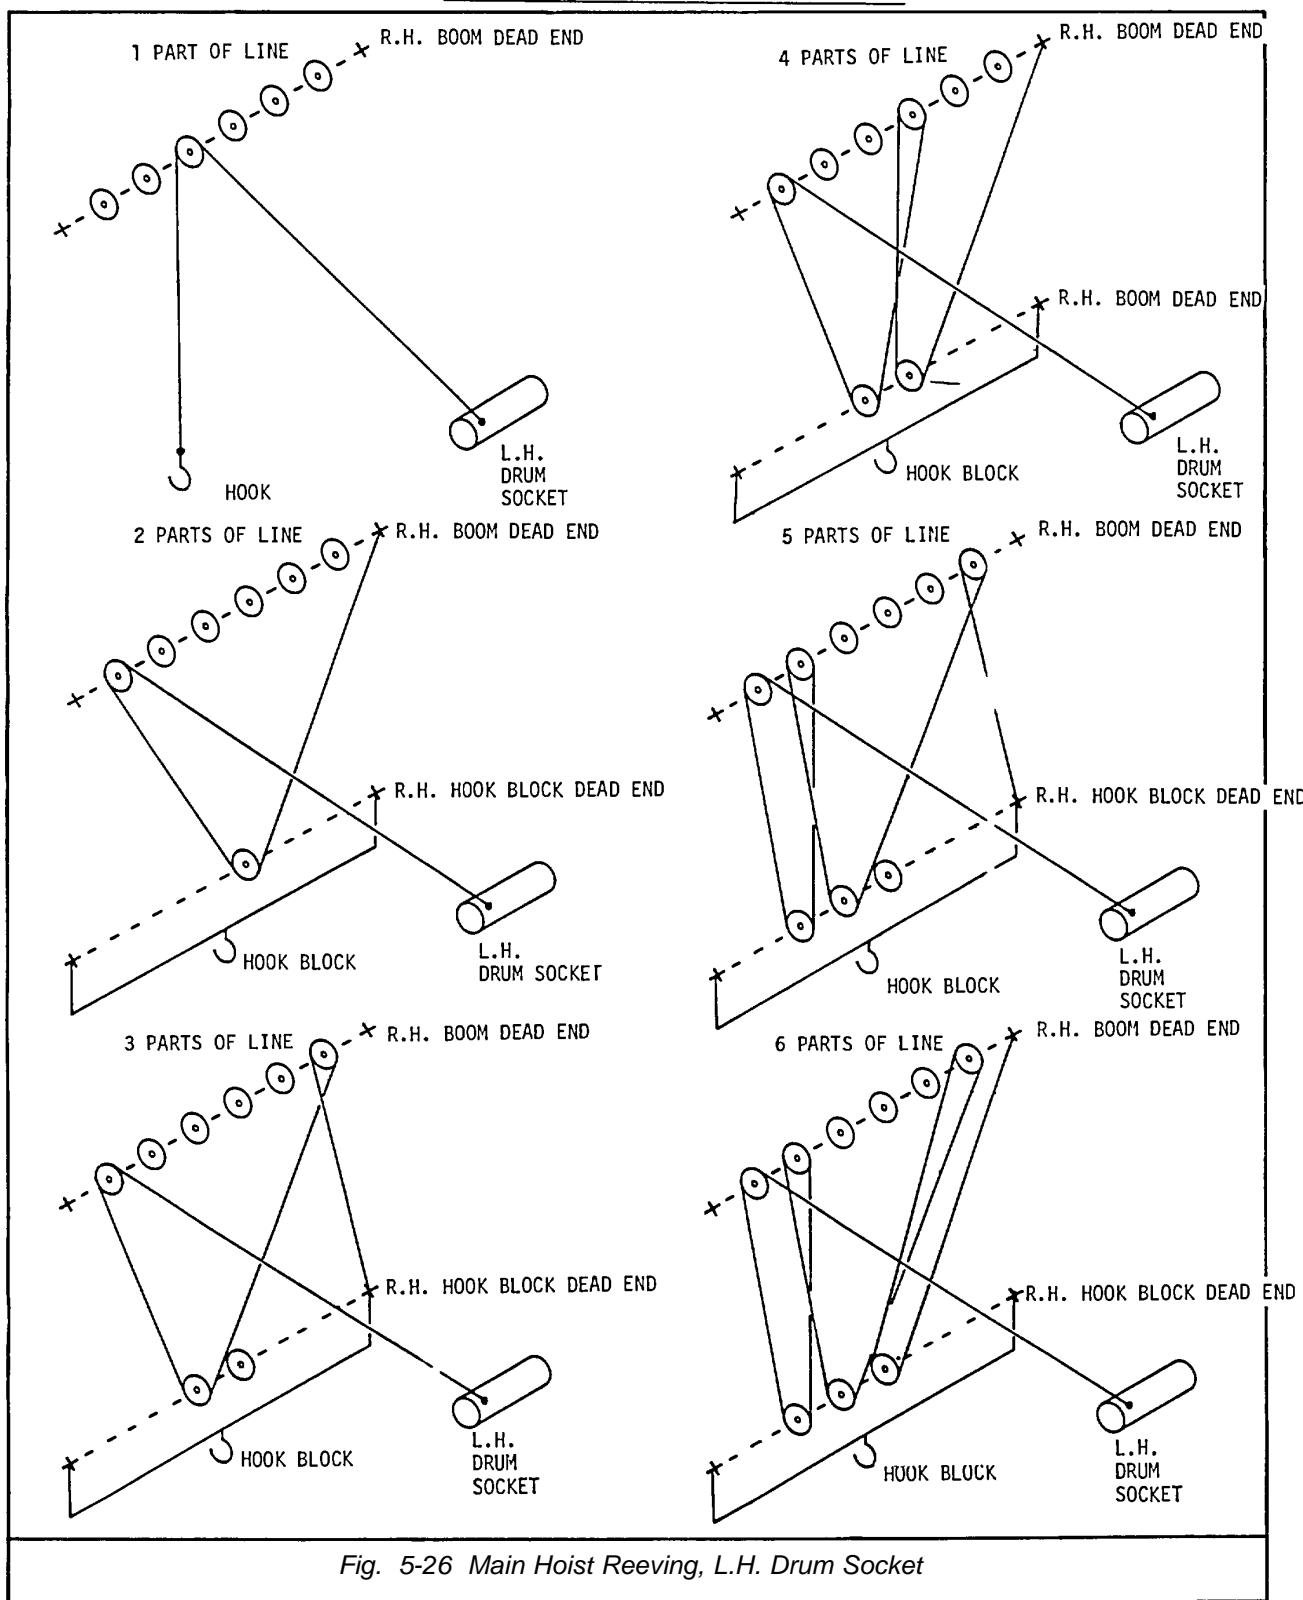 1 PART OF LINE
R.H. BOOM DEAD END
HOOK
L.H.
DRUM
SOCKET
4 PARTS OF LINE
R.H. BOOM DEAD END
R.H. BOOM DEAD END
HOOK BLOCK
L.H.
DRUM
SOCKET
2 PARTS OF LINE
R.H. BOOM DEAD END
R.H. HOOK BLOCK DEAD END
HOOK BLOCK
L.H.
DRUM SOCKET
5 PARTS OF LINE
R.H. BOOM DEAD END
R.H. HOOK BLOCK DEAD END
HOOK BLOCK
L.H.
DRUM
SOCKET
3 PARTS OF LINE
R.H. BOOM DEAD END
R.H. HOOK BLOCK DEAD END
HOOK BLOCK
L.H.
DRUM
SOCKET
6 PARTS OF LINE
R.H. BOOM DEAD END
R.H. HOOK BLOCK DEAD END
HOOK BLOCK
L.H.
DRUM
SOCKET
Fig. 5-26 Main Hoist Reeving, L.H. Drum Socket